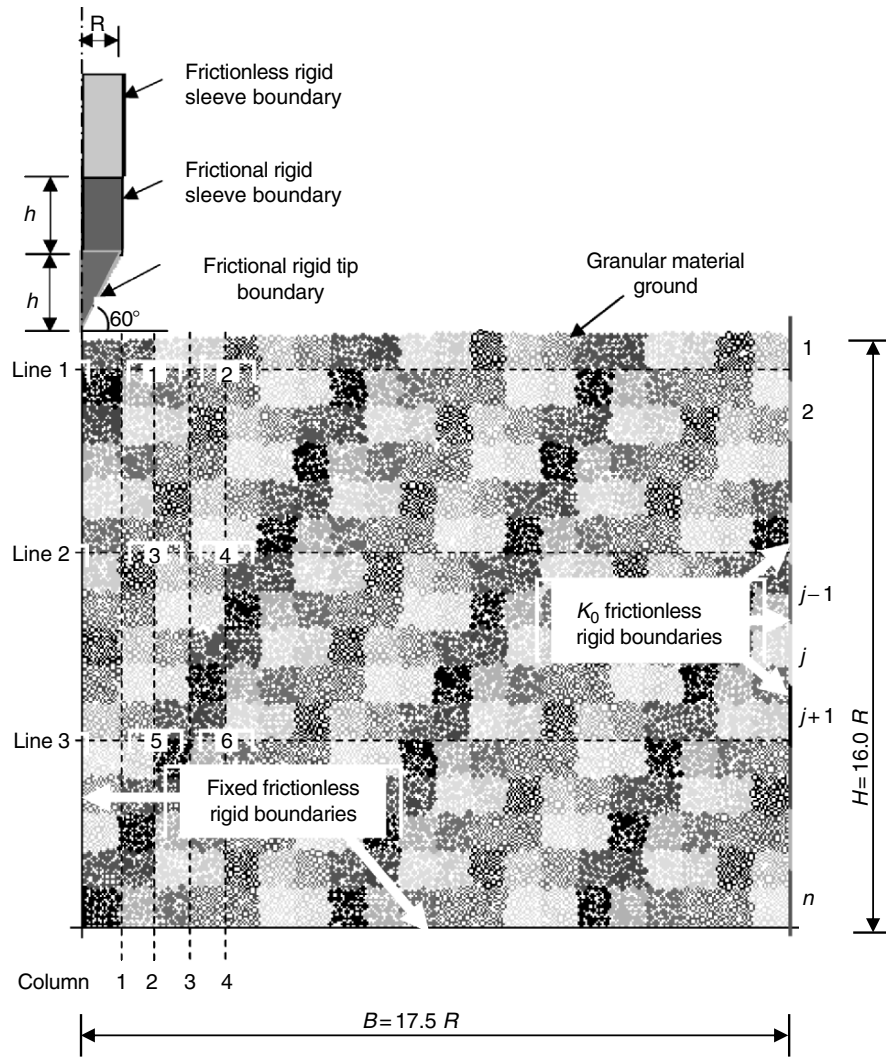 R
Frictionless rigid
sleeve boundary
Frictional rigid
sleeve boundary
h
Frictional rigid tip
boundary
h
60°
Granular material
ground
Line 1
1
2
1
2
Line 2
3
4
j−1
K0 frictionless
rigid boundaries
j
j+1
Line 3
5
6
H=16.0 R
Fixed frictionless
rigid boundaries
n
Column 1 2 3 4
B=17.5 R